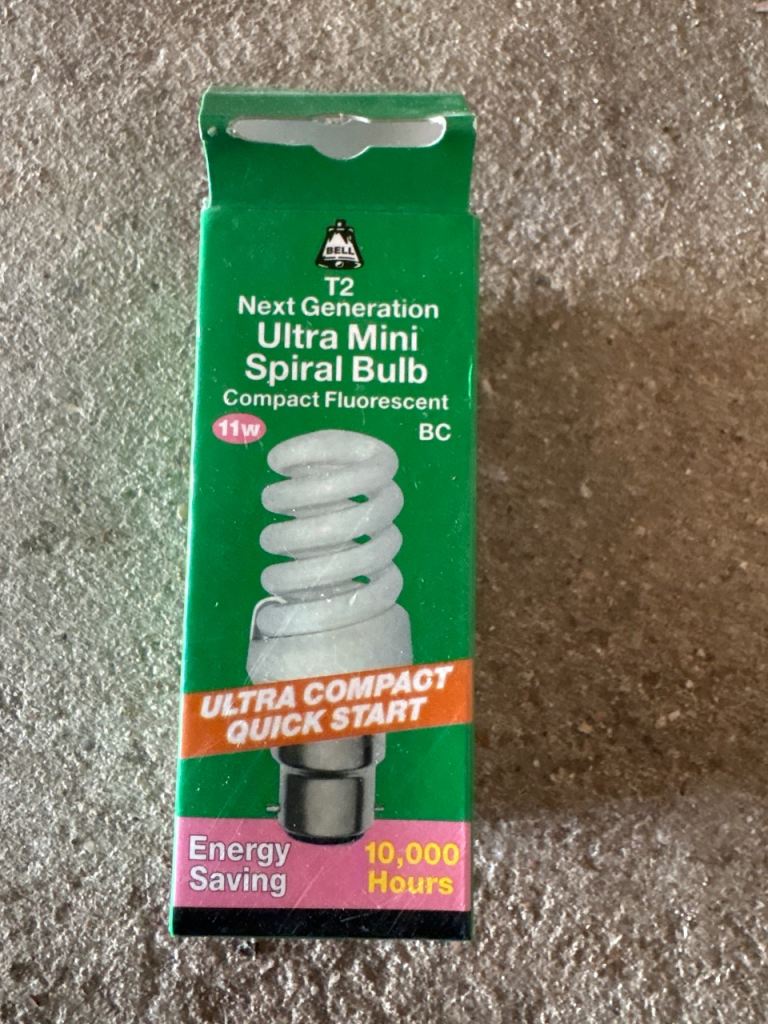 BELL
T2
Next Generation
Ultra Mini
Spiral Bulb
Compact Fluorescent
11w
BC
ULTRA COMPACT
QUICK START
Energy
Saving
10,000
Hours